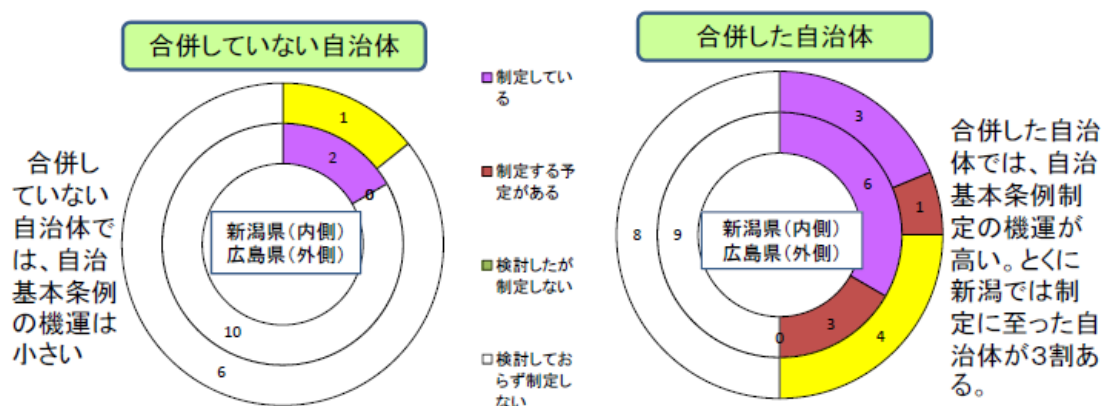 合併していない自治体
合併し
ていない
自治体で
は、自治
基本条例
の機運は
小さい
1
2
0
新潟県（内側）
広島県（外側）
10
6
制定してい
る
制定する予
定がある
検討したが
制定しない
検討してお
らず制定し
ない
合併した自治体
3
6
1
8
9
新潟県（内側）
広島県（外側）
3
0
4
合併した自治
体では、自治
基本条例制
定の機運が
高い。とくに
新潟では制
定に至った自
治体が３割あ
る。